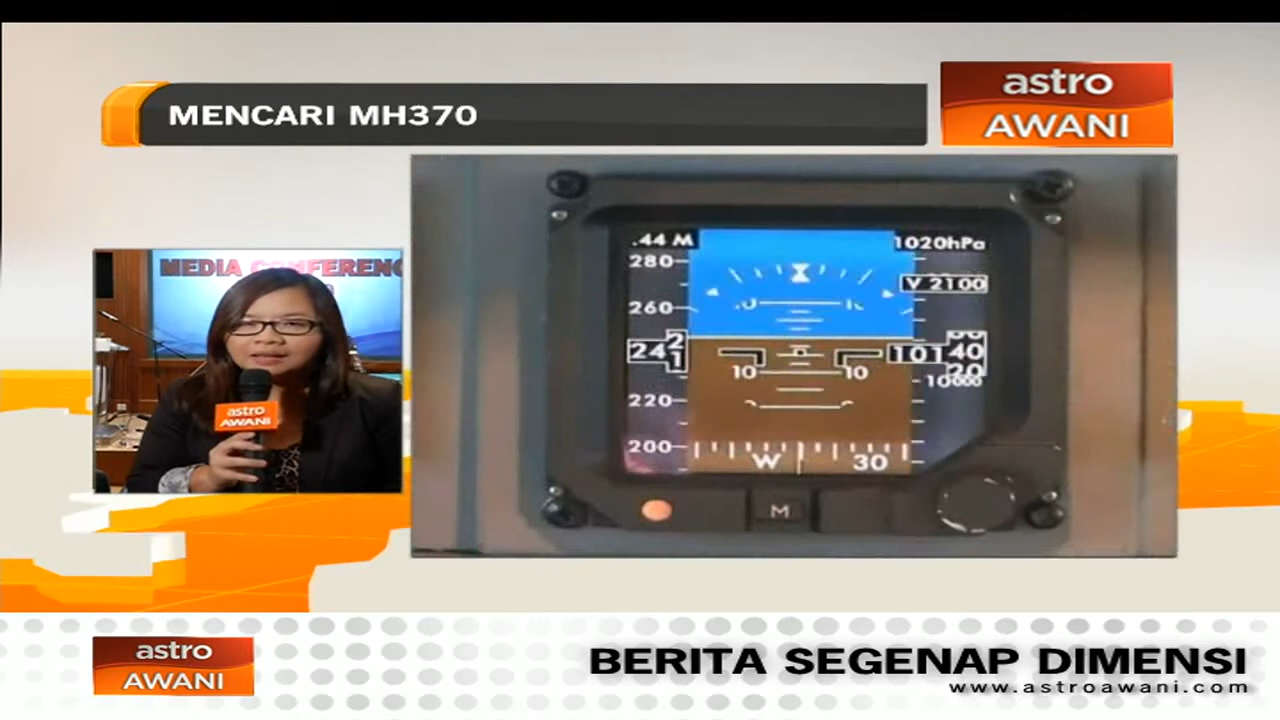 MENCARI MH370
astro
AWANI
MEDIA CONFERENC
astro
AWANI
.44 M
1020hPa
280
V 2100
260
10
24
2
1
101
40
20
10 10
10000
220
200
W 30
M
astro
AWANI
BERITA SEGENAP DIMENSI
www.astroawani.com